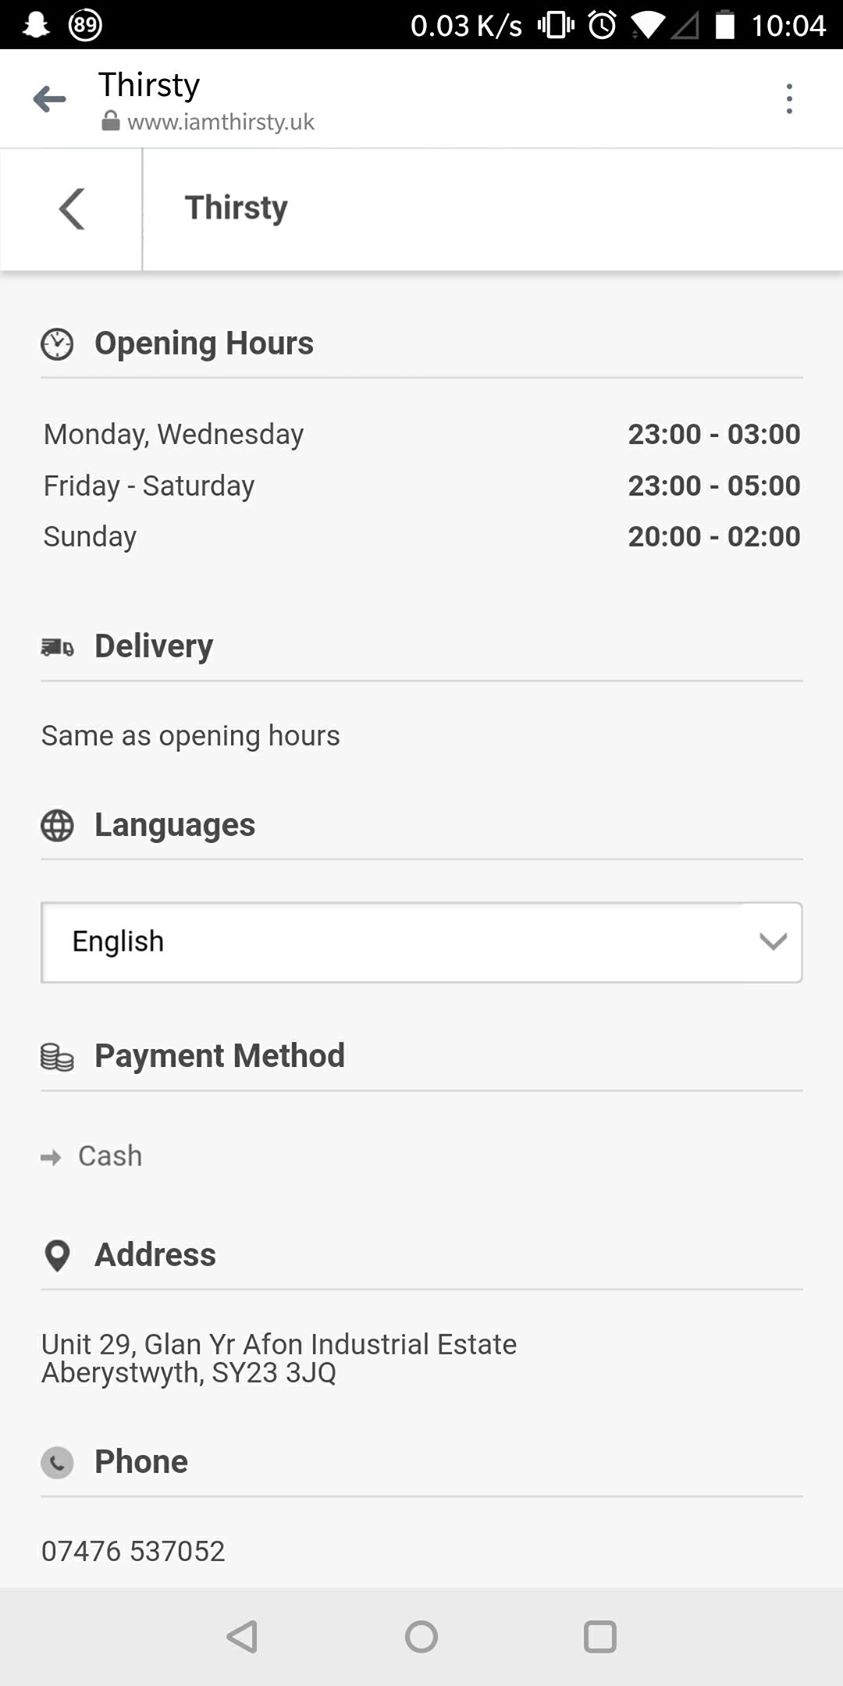 89
0.03 K/s
10:04
Thirsty
www.iamthirsty.uk
Thirsty
Opening Hours
Monday, Wednesday 23:00 - 03:00
Friday - Saturday 23:00 - 05:00
Sunday 20:00 - 02:00
Delivery
Same as opening hours
Languages
English
Payment Method
Cash
Address
Unit 29, Glan Yr Afon Industrial Estate
Aberystwyth, SY23 3JQ
Phone
07476 537052